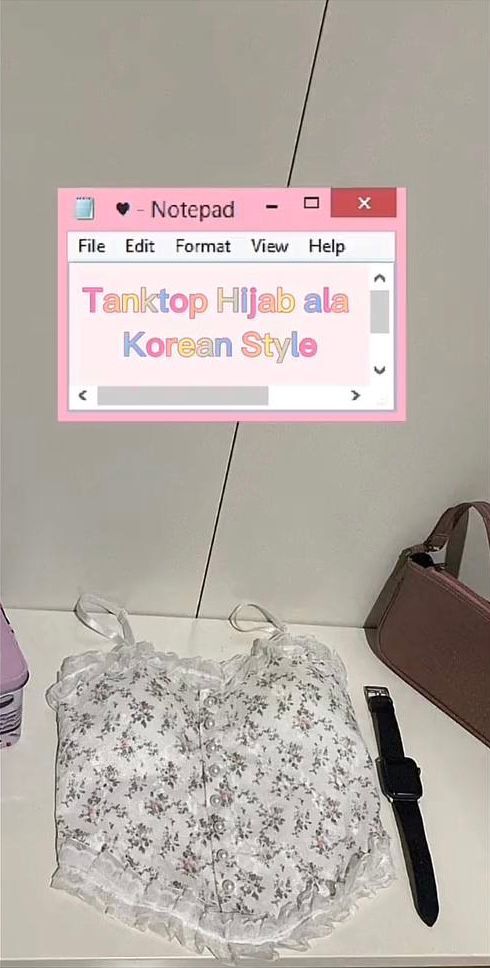 ♥ - Notepad
File Edit Format View Help
Tanktop Hijab ala
Korean Style